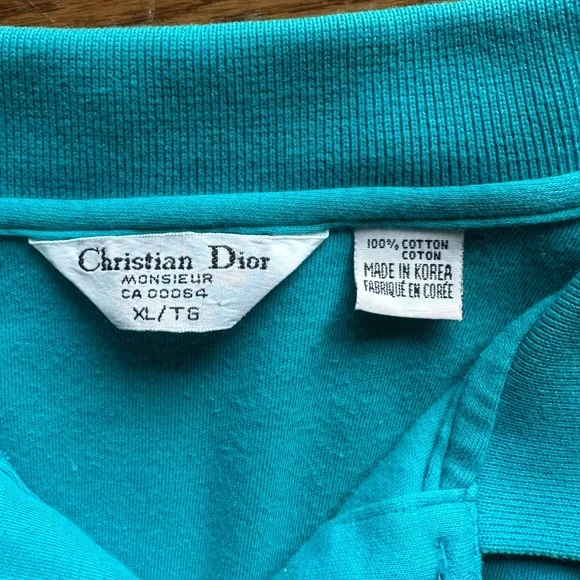 Christian Dior
MONSIEUR
CA 00064
XL/TG
100% COTTON
COTON
MADE IN KOREA
FABRIQUÉ EN CORÉE